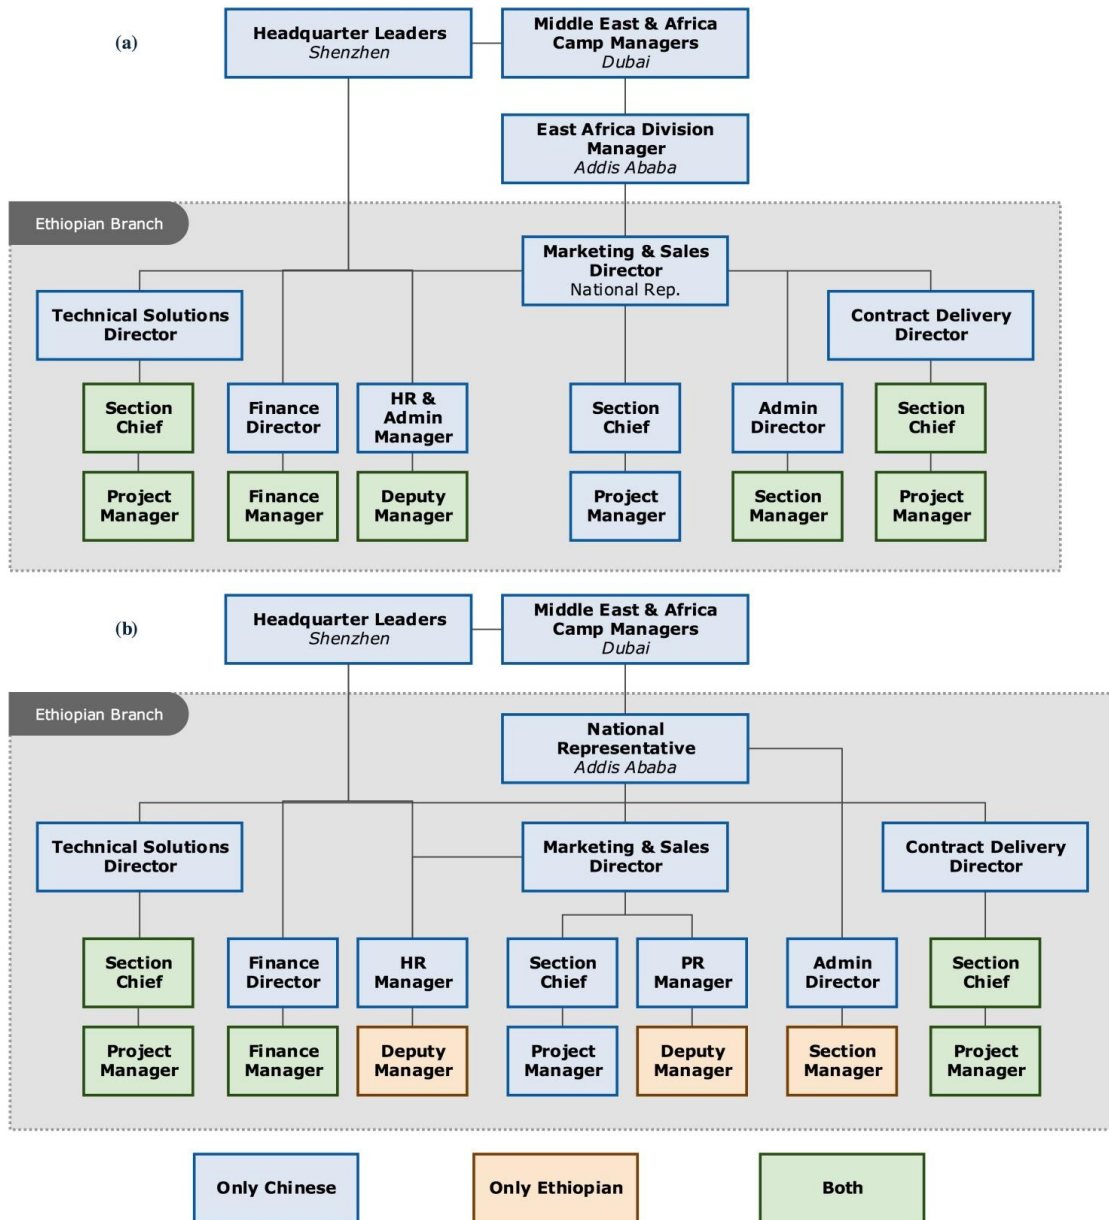 (a)
Headquarter Leaders
Shenzhen
Middle East & Africa
Camp Managers
Dubai
East Africa Division
Manager
Addis Ababa
Ethiopian Branch
Marketing & Sales
Director
National Rep.
Technical Solutions
Director
Contract Delivery
Director
Section
Chief
Finance
Director
HR &
Admin
Manager
Section
Chief
Admin
Director
Section
Chief
Project
Manager
Finance
Manager
Deputy
Manager
Project
Manager
Section
Manager
Project
Manager
(b)
Headquarter Leaders
Shenzhen
Middle East & Africa
Camp Managers
Dubai
Ethiopian Branch
National
Representative
Addis Ababa
Technical Solutions
Director
Marketing & Sales
Director
Contract Delivery
Director
Section
Chief
Finance
Director
HR
Manager
Section
Chief
PR
Manager
Admin
Director
Section
Chief
Project
Manager
Finance
Manager
Deputy
Manager
Project
Manager
Deputy
Manager
Section
Manager
Project
Manager
Only Chinese
Only Ethiopian
Both